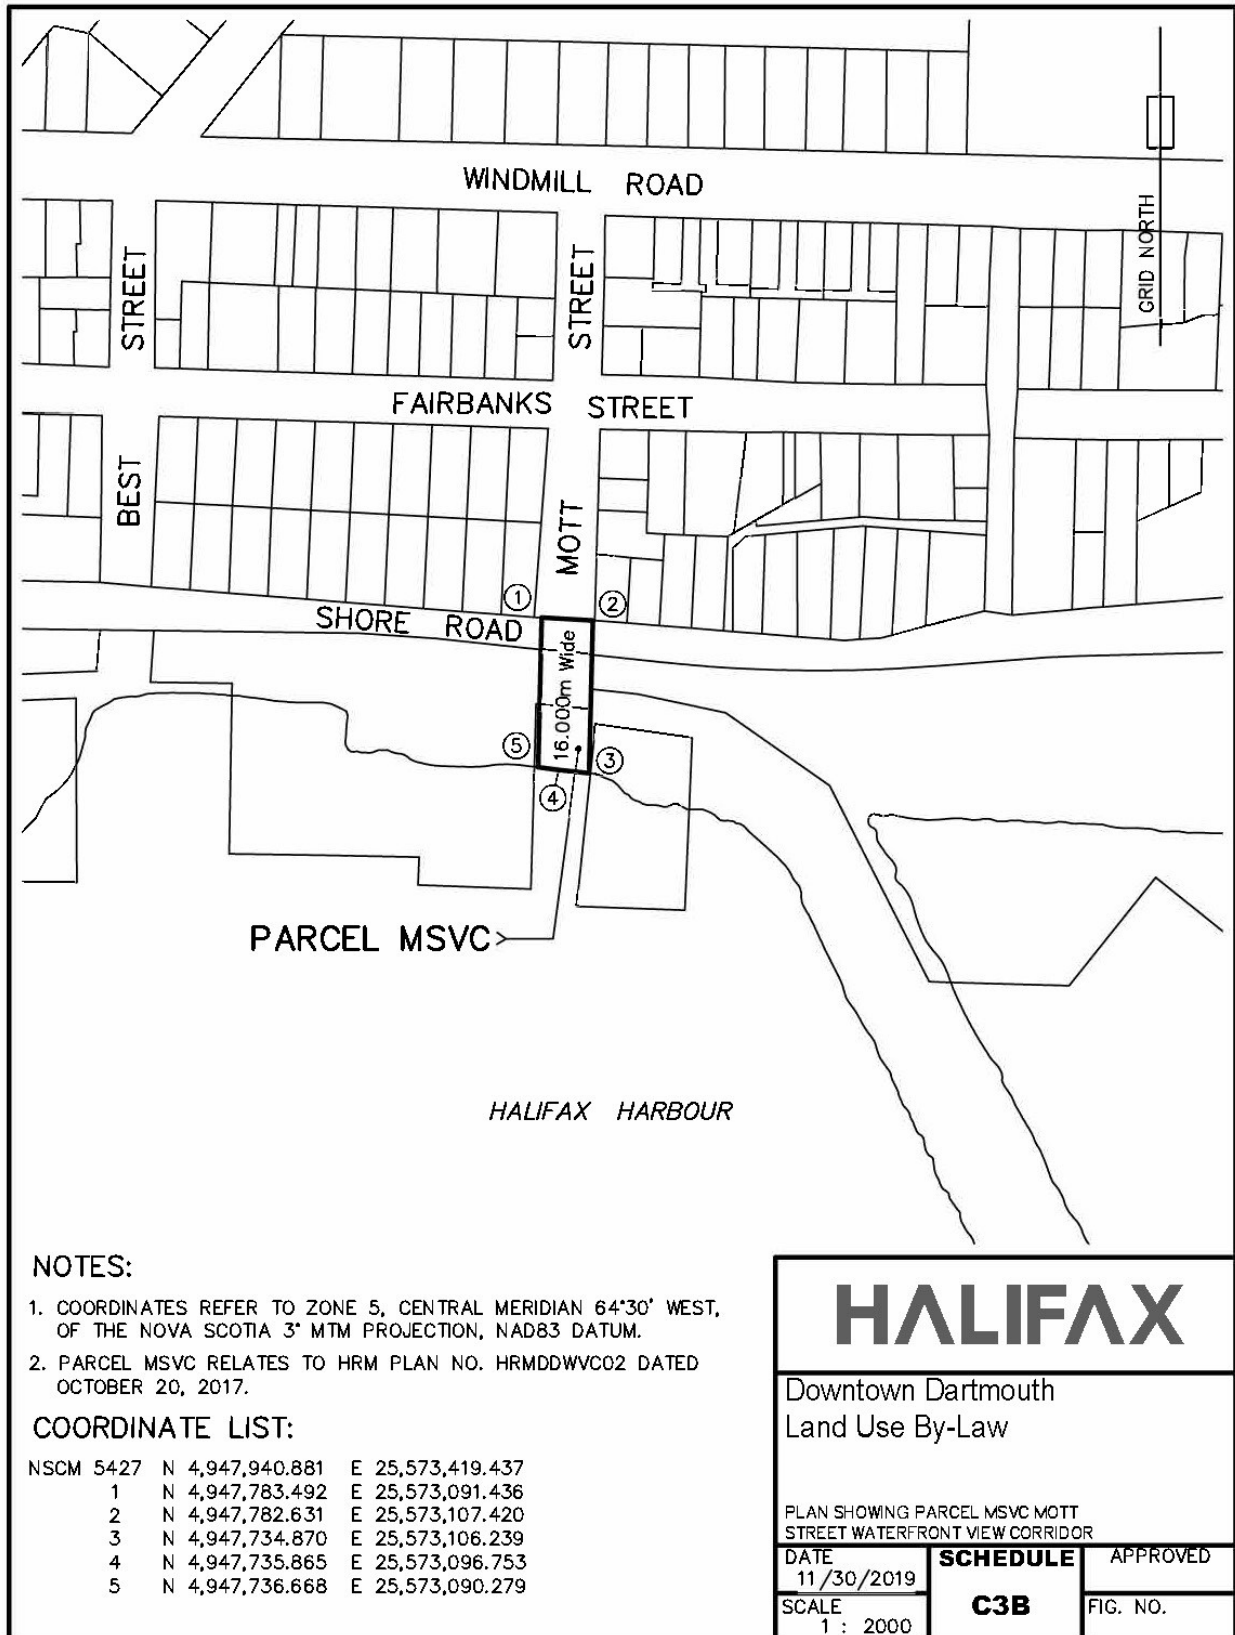 WINDMILL ROAD
GRID NORTH
STREET
STREET
FAIRBANKS STREET
BEST
MOTT
1
2
SHORE ROAD
16.000m Wide
5
3
4
PARCEL MSVC
HALIFAX HARBOUR
NOTES:
1. COORDINATES REFER TO ZONE 5, CENTRAL MERIDIAN 64°30' WEST,
OF THE NOVA SCOTIA 3° MTM PROJECTION, NAD83 DATUM.
2. PARCEL MSVC RELATES TO HRM PLAN NO. HRMDDWVC02 DATED
OCTOBER 20, 2017.
COORDINATE LIST:
NSCM 5427 N 4,947,940.881 E 25,573,419.437
1 N 4,947,783.492 E 25,573,091.436
2 N 4,947,782.631 E 25,573,107.420
3 N 4,947,734.870 E 25,573,106.239
4 N 4,947,735.865 E 25,573,096.753
5 N 4,947,736.668 E 25,573,090.279
HALIFAX
Downtown Dartmouth
Land Use By-Law
PLAN SHOWING PARCEL MSVC MOTT
STREET WATERFRONT VIEW CORRIDOR
DATE
11/30/2019
SCHEDULE
C3B
APPROVED
SCALE
1 : 2000
FIG. NO.